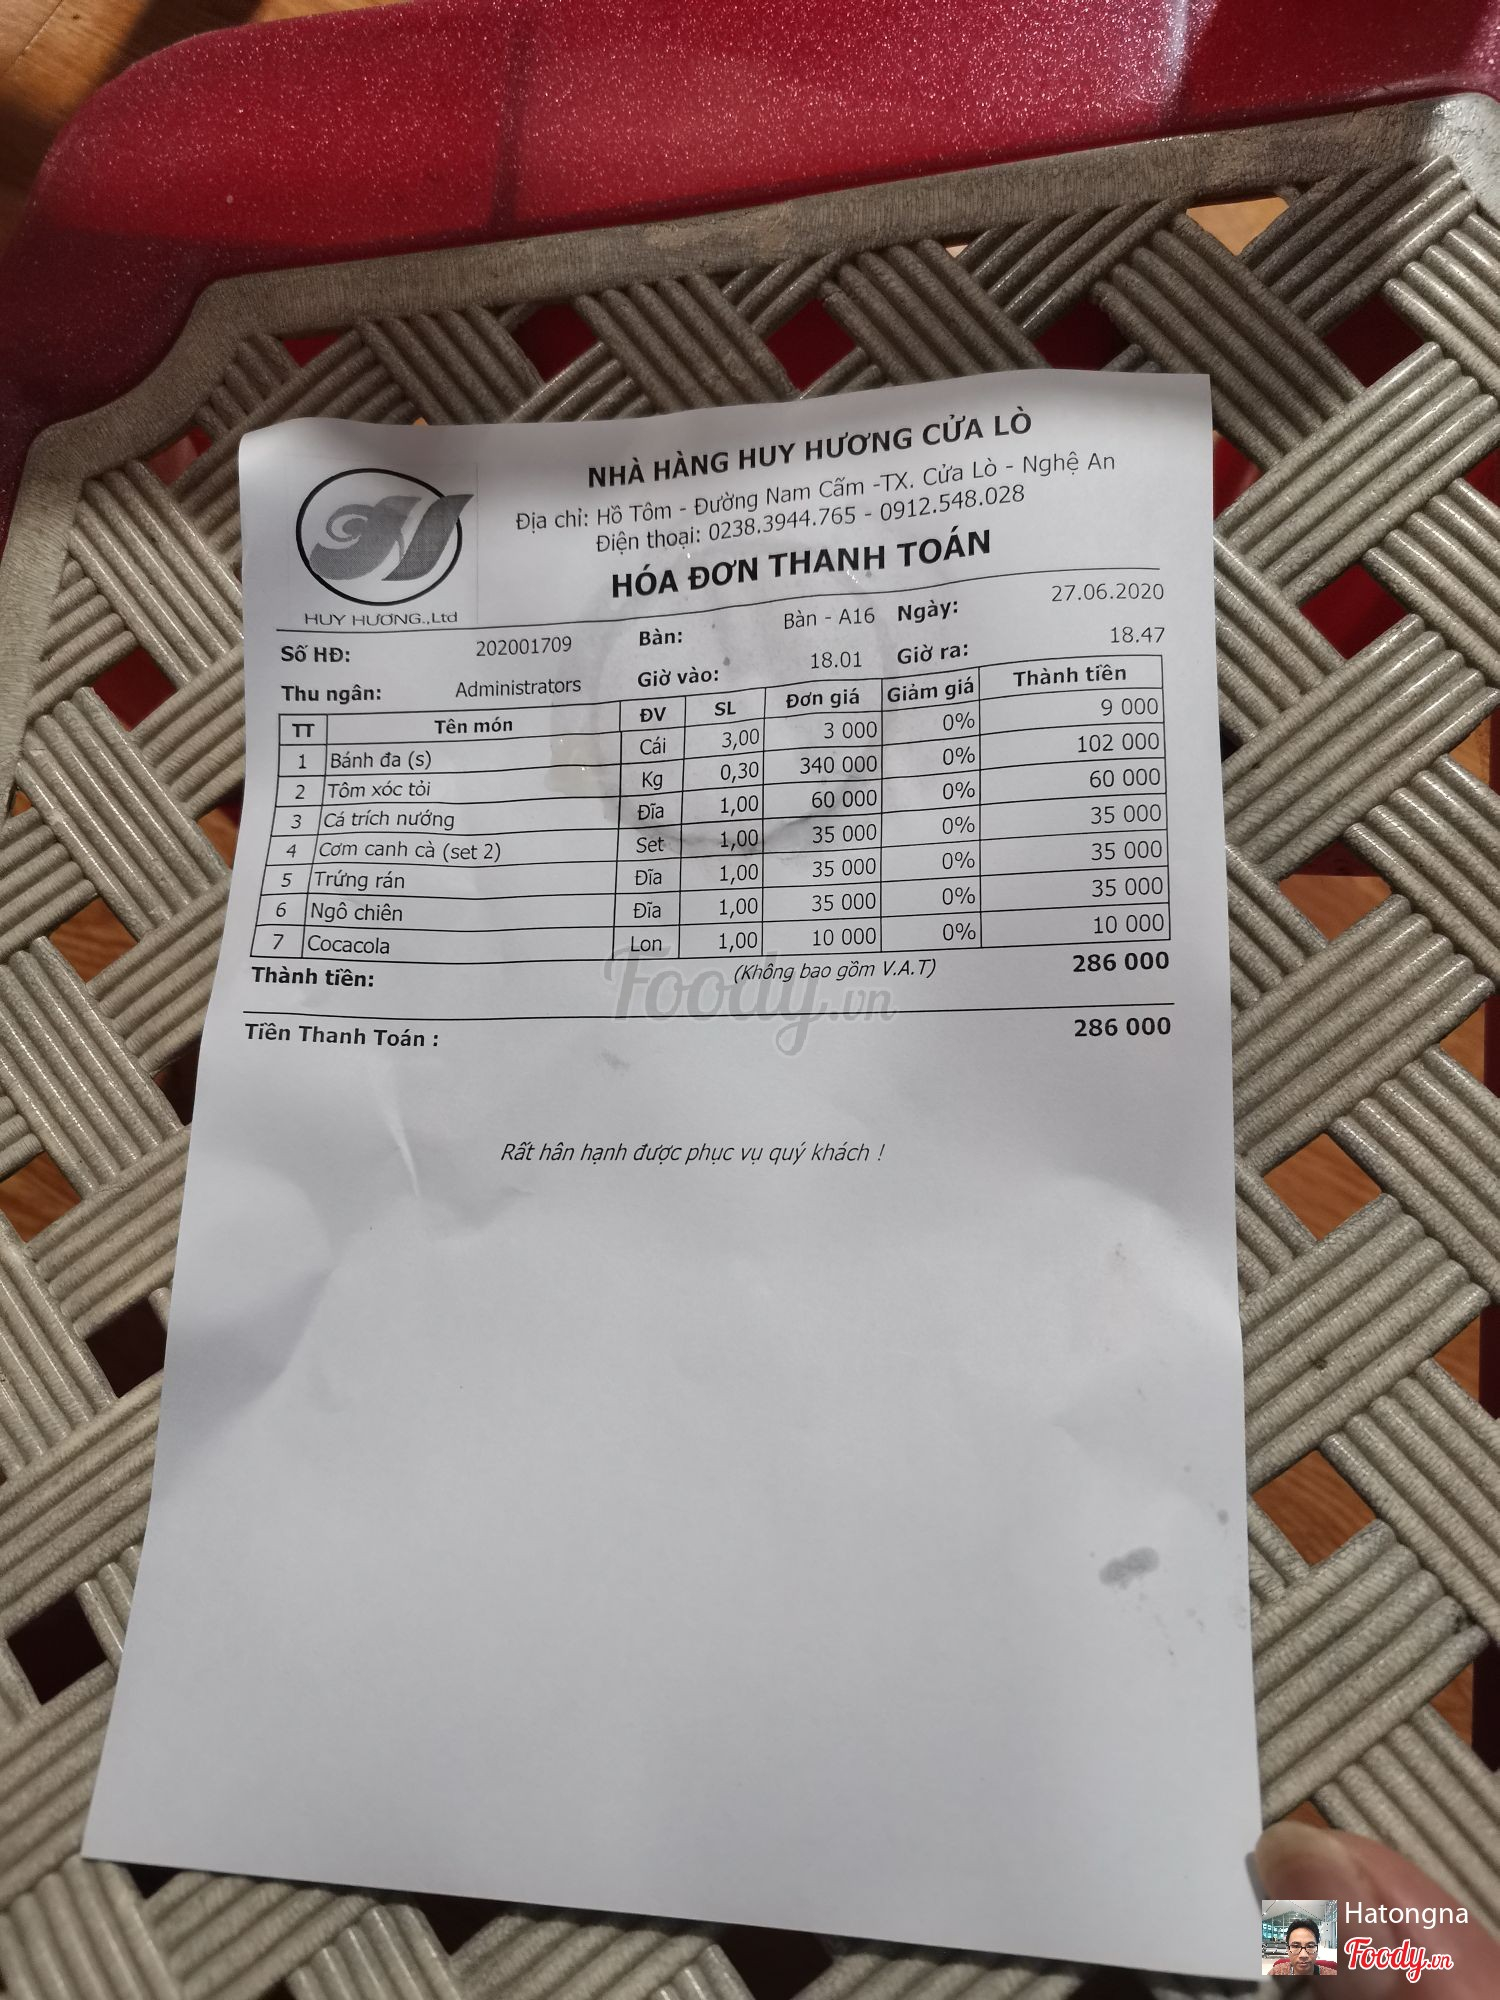 NHÀ HÀNG HUY HƯƠNG CỬA LÒ
Địa chỉ: Hồ Tôm - Đường Nam Cấm -TX. Cửa Lò - Nghệ An
Điện thoại: 0238.3944.765 - 0912.548.028
HÓA ĐƠN THANH TOÁN
HUY HƯƠNG.,Ltd
Số HĐ: 202001709 Bàn: Bàn - A16 Ngày: 27.06.2020
Thu ngân: Administrators Giờ vào: 18.01 Giờ ra: 18.47
TT Tên món ĐV SL Đơn giá Giảm giá Thành tiền
1 Bánh đa (s) Cái 3,00 3 000 0% 9 000
2 Tôm xóc tỏi Kg 0,30 340 000 0% 102 000
3 Cá trích nướng Đĩa 1,00 60 000 0% 60 000
4 Cơm canh cà (set 2) Set 1,00 35 000 0% 35 000
5 Trứng rán Đĩa 1,00 35 000 0% 35 000
6 Ngô chiên Đĩa 1,00 35 000 0% 35 000
7 Cocacola Lon 1,00 10 000 0% 10 000
Thành tiền: (Không bao gồm V.A.T) 286 000
Foody.vn
Tiền Thanh Toán : 286 000
Rất hân hạnh được phục vụ quý khách !
Hatongna
Foody.vn